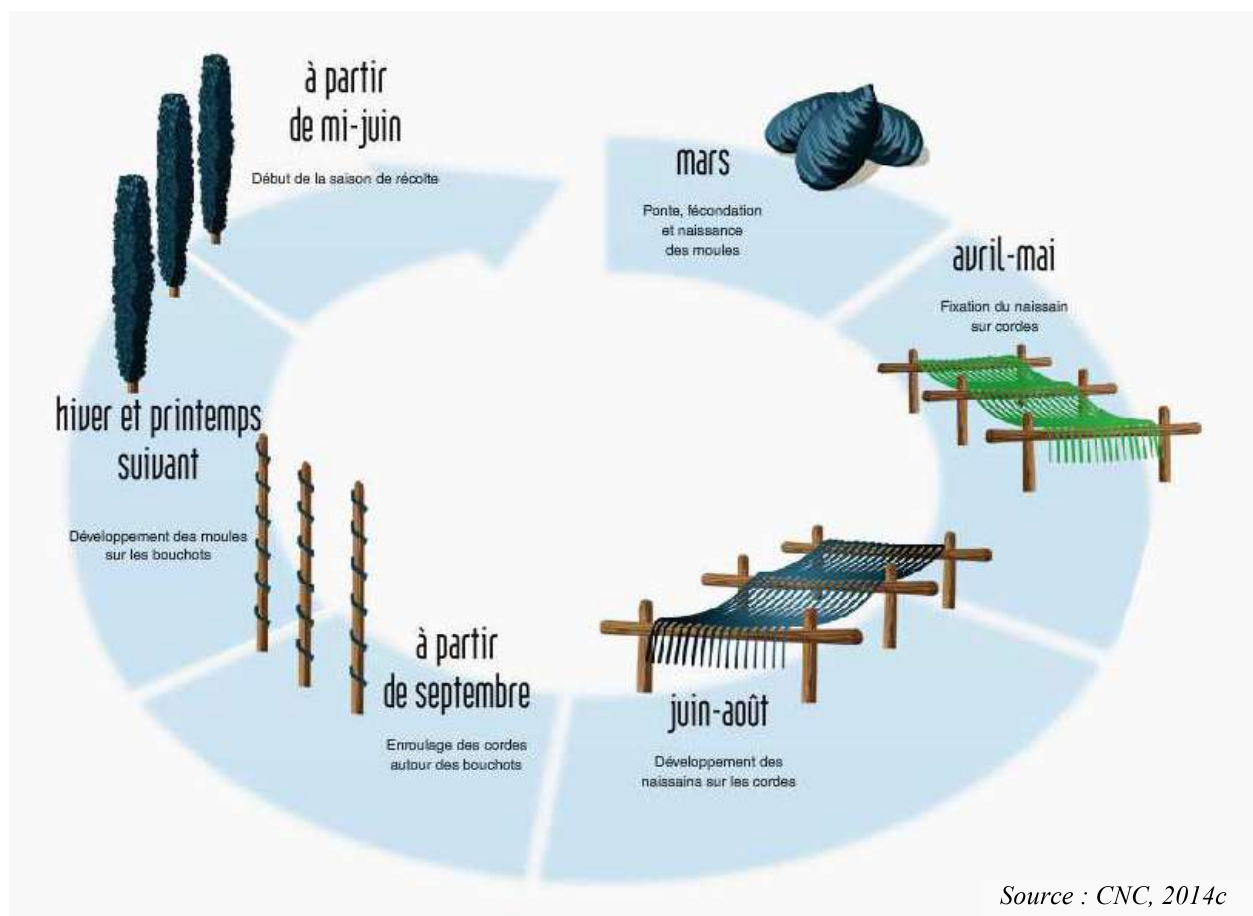 mars
Ponte, fécondation
et naissance
des moules
avril-mai
Fixation du naissain
sur cordes
juin-août
Développement des
naissains sur les cordes
à partir
de septembre
Enroulage des cordes
autour des bouchots
hiver et printemps
suivant
Développement des moules
sur les bouchots
à partir
de mi-juin
Début de la saison de récolte
Source : CNC, 2014c